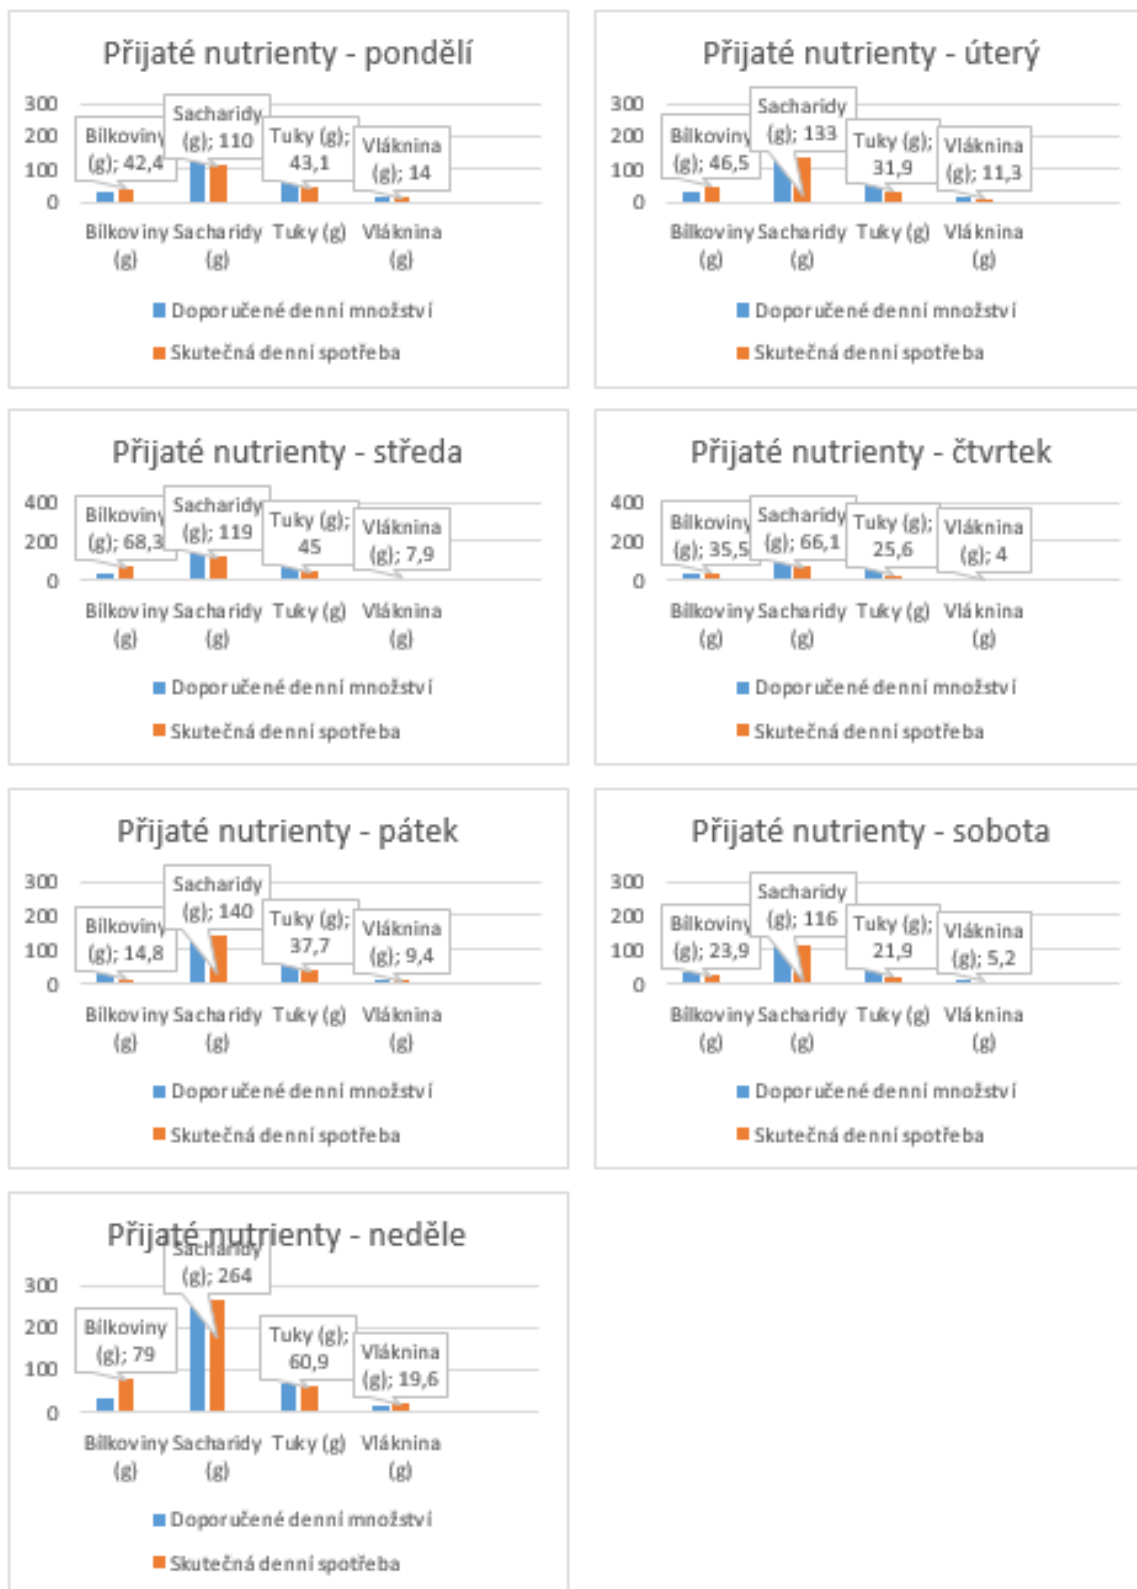 Přijaté nutrienty - pondělí
300
200
100
0
Bílkoviny
(g); 42,4
Sacharidy
(g); 110
Tuky (g);
43,1
Vláknina
(g); 14
Bílkoviny Sacharidy Tuky (g) Vláknina
(g) (g) (g)
Doporučené denní množství
Skutečná denní spotřeba
Přijaté nutrienty - úterý
300
200
100
0
Bílkoviny
(g); 46,5
Sacharidy
(g); 133
Tuky (g);
31,9
Vláknina
(g); 11,3
Bílkoviny Sacharidy Tuky (g) Vláknina
(g) (g) (g)
Doporučené denní množství
Skutečná denní spotřeba
Přijaté nutrienty - středa
400
200
0
Bílkoviny
(g); 68,3
Sacharidy
(g); 119
Tuky (g);
45
Vláknina
(g); 7,9
Bílkoviny Sacharidy Tuky (g) Vláknina
(g) (g) (g)
Doporučené denní množství
Skutečná denní spotřeba
Přijaté nutrienty - čtvrtek
400
200
0
Bílkoviny
(g); 35,5
Sacharidy
(g); 66,1
Tuky (g);
25,6
Vláknina
(g); 4
Bílkoviny Sacharidy Tuky (g) Vláknina
(g) (g) (g)
Doporučené denní množství
Skutečná denní spotřeba
Přijaté nutrienty - pátek
300
200
100
0
Bílkoviny
(g); 14,8
Sacharidy
(g); 140
Tuky (g);
37,7
Vláknina
(g); 9,4
Bílkoviny Sacharidy Tuky (g) Vláknina
(g) (g) (g)
Doporučené denní množství
Skutečná denní spotřeba
Přijaté nutrienty - sobota
300
200
100
0
Bílkoviny
(g); 23,9
Sacharidy
(g); 116
Tuky (g);
21,9
Vláknina
(g); 5,2
Bílkoviny Sacharidy Tuky (g) Vláknina
(g) (g) (g)
Doporučené denní množství
Skutečná denní spotřeba
Přijaté nutrienty - neděle
300
200
100
0
Bílkoviny
(g); 79
Sacharidy
(g); 264
Tuky (g);
60,9
Vláknina
(g); 19,6
Bílkoviny Sacharidy Tuky (g) Vláknina
(g) (g) (g)
Doporučené denní množství
Skutečná denní spotřeba